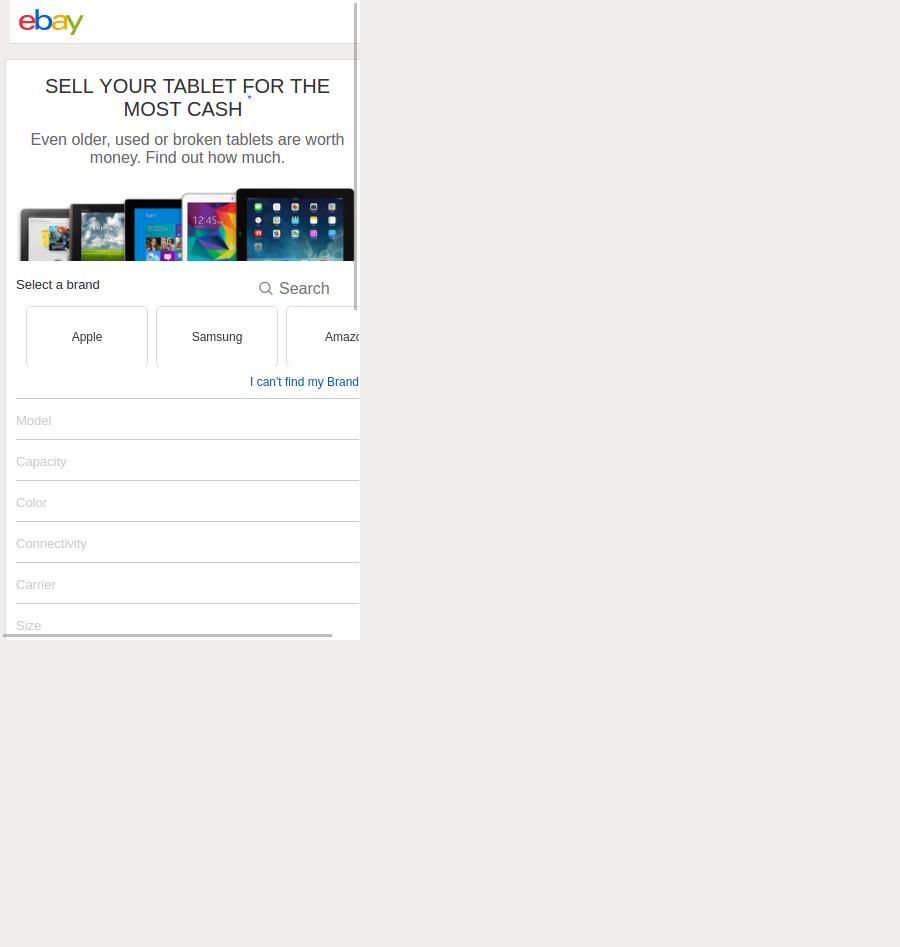 ebay
SELL YOUR TABLET FOR THE
MOST CASH *
Even older, used or broken tablets are worth
money. Find out how much.
12:45
Select a brand
Search
Apple
Samsung
Amazo
I can't find my Brand
Model
Capacity
Color
Connectivity
Carrier
Size